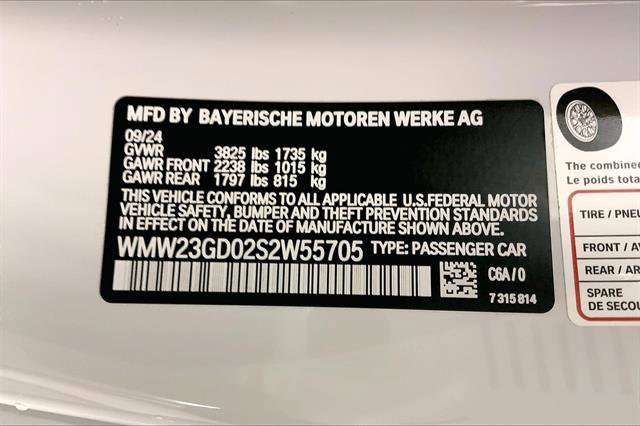 MFD BY BAYERISCHE MOTOREN WERKE AG
09/24
GVWR 3825 lbs 1735 kg
GAWR FRONT 2238 lbs 1015 kg
GAWR REAR 1797 lbs 815 kg
THIS VEHICLE CONFORMS TO ALL APPLICABLE U.S.FEDERAL MOTOR
VEHICLE SAFETY, BUMPER AND THEFT PREVENTION STANDARDS
IN EFFECT ON THE DATE OF MANUFACTURE SHOWN ABOVE.
WMW23GD02S2W55705 TYPE: PASSENGER CAR
C6A/0
7315814
The combined
Le poids tota
TIRE / PNEU
FRONT / AV
REAR / AR
SPARE
DE SECOU